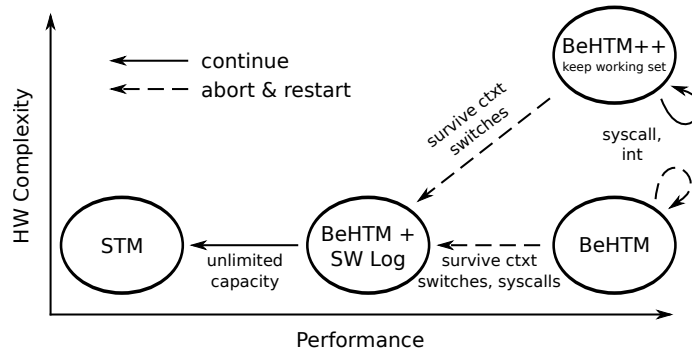 HW Complexity
continue
abort & restart
BeHTM++
keep working set
survive ctxt
switches
syscall,
int
STM
unlimited
capacity
BeHTM +
SW Log
survive ctxt
switches, syscalls
BeHTM
Performance